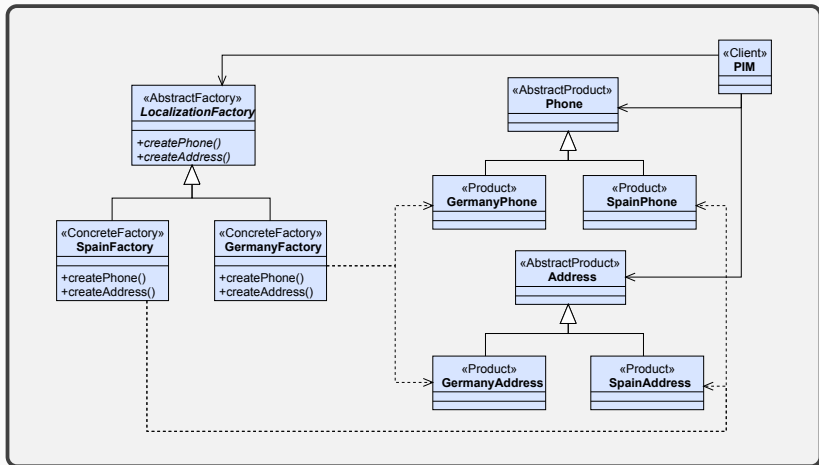 «Client»
PIM
«AbstractFactory»
LocalizationFactory
+createPhone()
+createAddress()
«AbstractProduct»
Phone
«Product»
GermanyPhone
«Product»
SpainPhone
«ConcreteFactory»
SpainFactory
+createPhone()
+createAddress()
«ConcreteFactory»
GermanyFactory
+createPhone()
+createAddress()
«AbstractProduct»
Address
«Product»
GermanyAddress
«Product»
SpainAddress